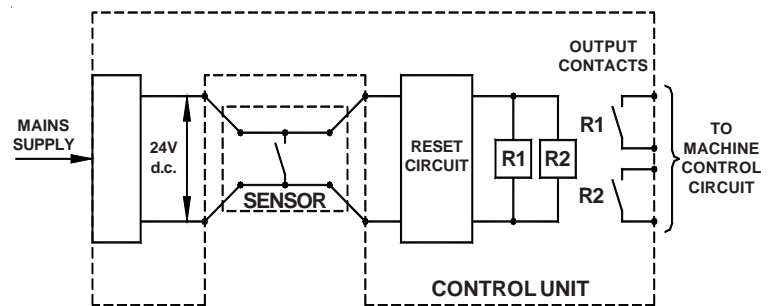 OUTPUT
CONTACTS
MAINS
SUPPLY
24V
d.c.
SENSOR
RESET
CIRCUIT
R1
R2
R1
R2
TO
MACHINE
CONTROL
CIRCUIT
CONTROL UNIT